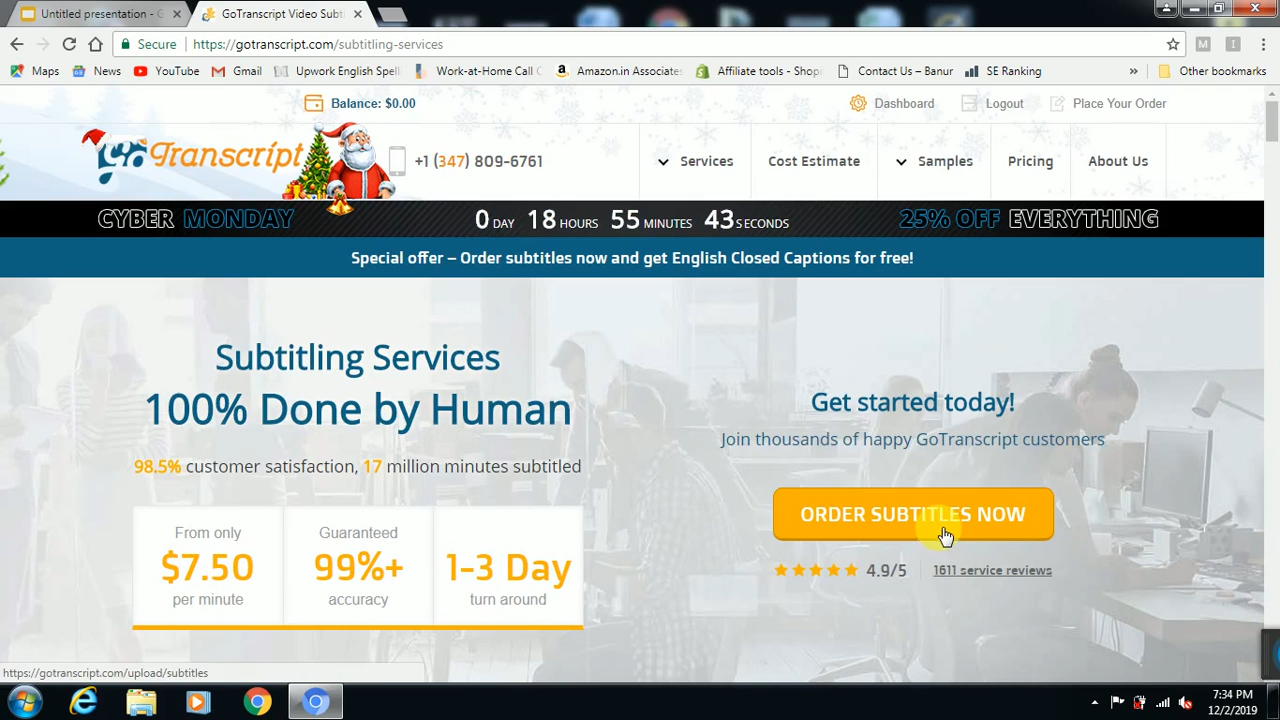 Untitled presentation - G
GoTranscript Video Subt
Secure
https://gotranscript.com/subtitling-services
Maps
News
YouTube
Gmail
Upwork English Spell
Work-at-Home Call C
Amazon.in Associates
Affiliate tools - Shop
Contact Us – Banur
SE Ranking
»
Other bookmarks
Balance: $0.00
Dashboard
Logout
Place Your Order
GoTranscript
+1 (347) 809-6761
Services
Cost Estimate
Samples
Pricing
About Us
CYBER MONDAY
0 DAY 18 HOURS 55 MINUTES 43 SECONDS
25% OFF EVERYTHING
Special offer – Order subtitles now and get English Closed Captions for free!
Subtitling Services
100% Done by Human
98.5% customer satisfaction, 17 million minutes subtitled
From only
$7.50
per minute
Guaranteed
99%+
accuracy
1-3 Day
turn around
Get started today!
Join thousands of happy GoTranscript customers
ORDER SUBTITLES NOW
4.9/5
1611 service reviews
https://gotranscript.com/upload/subtitles
7:34 PM
12/2/2019